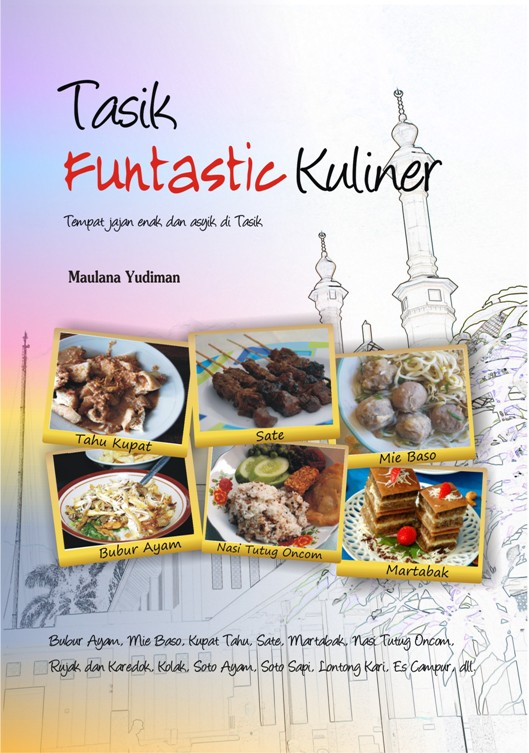 Tasik
Funtastic Kuliner
Tempat jajan enak dan asyik di Tasik
Maulana Yudiman
Tahu Kupat
Sate
Mie Baso
Bubur Ayam
Nasi Tutug Oncom
Martabak
Bubur Ayam, Mie Baso, Kupat Tahu, Sate, Martabak, Nasi Tutug Oncom,
Rujak dan Karedok, Kolak, Soto Ayam, Soto Sapi, Lontong Kari, Es Campur, dll.